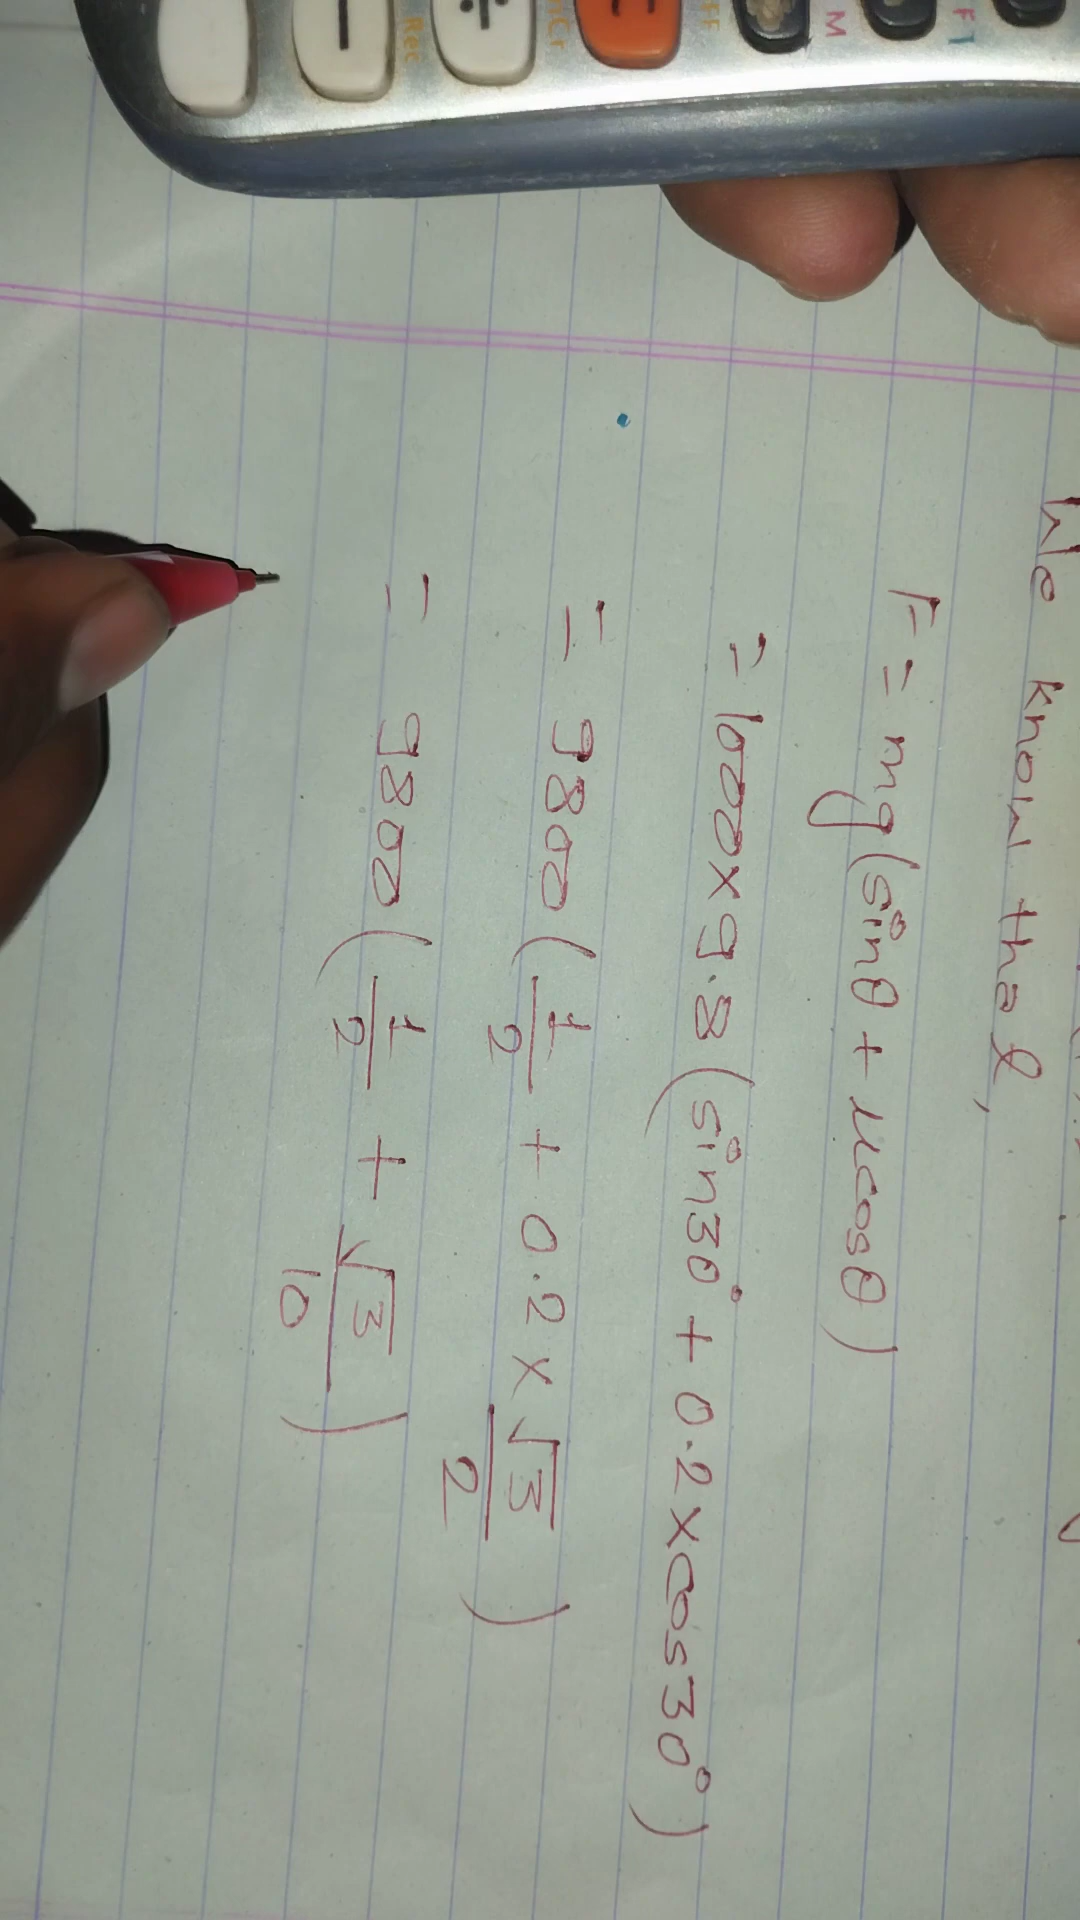 We know that,
F = mg(sinθ + μcosθ)
= 1000×9.8(sin30° + 0.2×cos30°)
= 9800(1/2 + 0.2×√3/2)
= 9800(1/2 + √3/10)
Rec
M